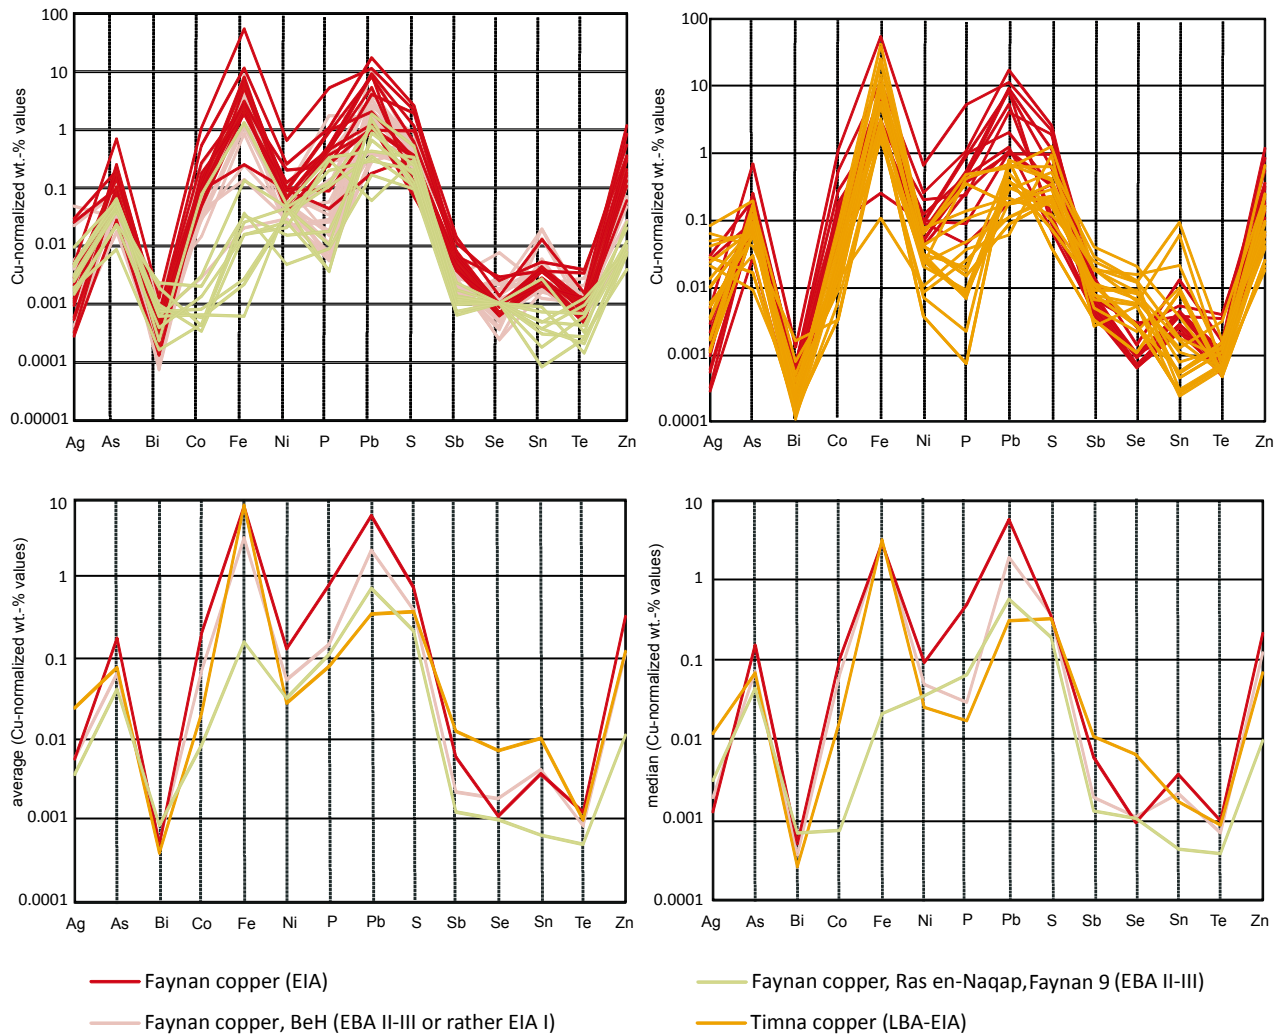 100
10
1
0.1
0.01
0.001
0.0001
0.00001
Cu-normalized wt.-% values
Ag As Bi Co Fe Ni P Pb S Sb Se Sn Te Zn
100
10
1
0.1
0.01
0.001
0.0001
Cu-normalized wt.-% values
Ag As Bi Co Fe Ni P Pb S Sb Se Sn Te Zn
10
1
0.1
0.01
0.001
0.0001
average (Cu-normalized wt.-% values)
Ag As Bi Co Fe Ni P Pb S Sb Se Sn Te Zn
10
1
0.1
0.01
0.001
0.0001
median (Cu-normalized wt.-% values)
Ag As Bi Co Fe Ni P Pb S Sb Se Sn Te Zn
Faynan copper (EIA)
Faynan copper, Ras en-Naqap, Faynan 9 (EBA II-III)
Faynan copper, BeH (EBA II-III or rather EIA I)
Timna copper (LBA-EIA)